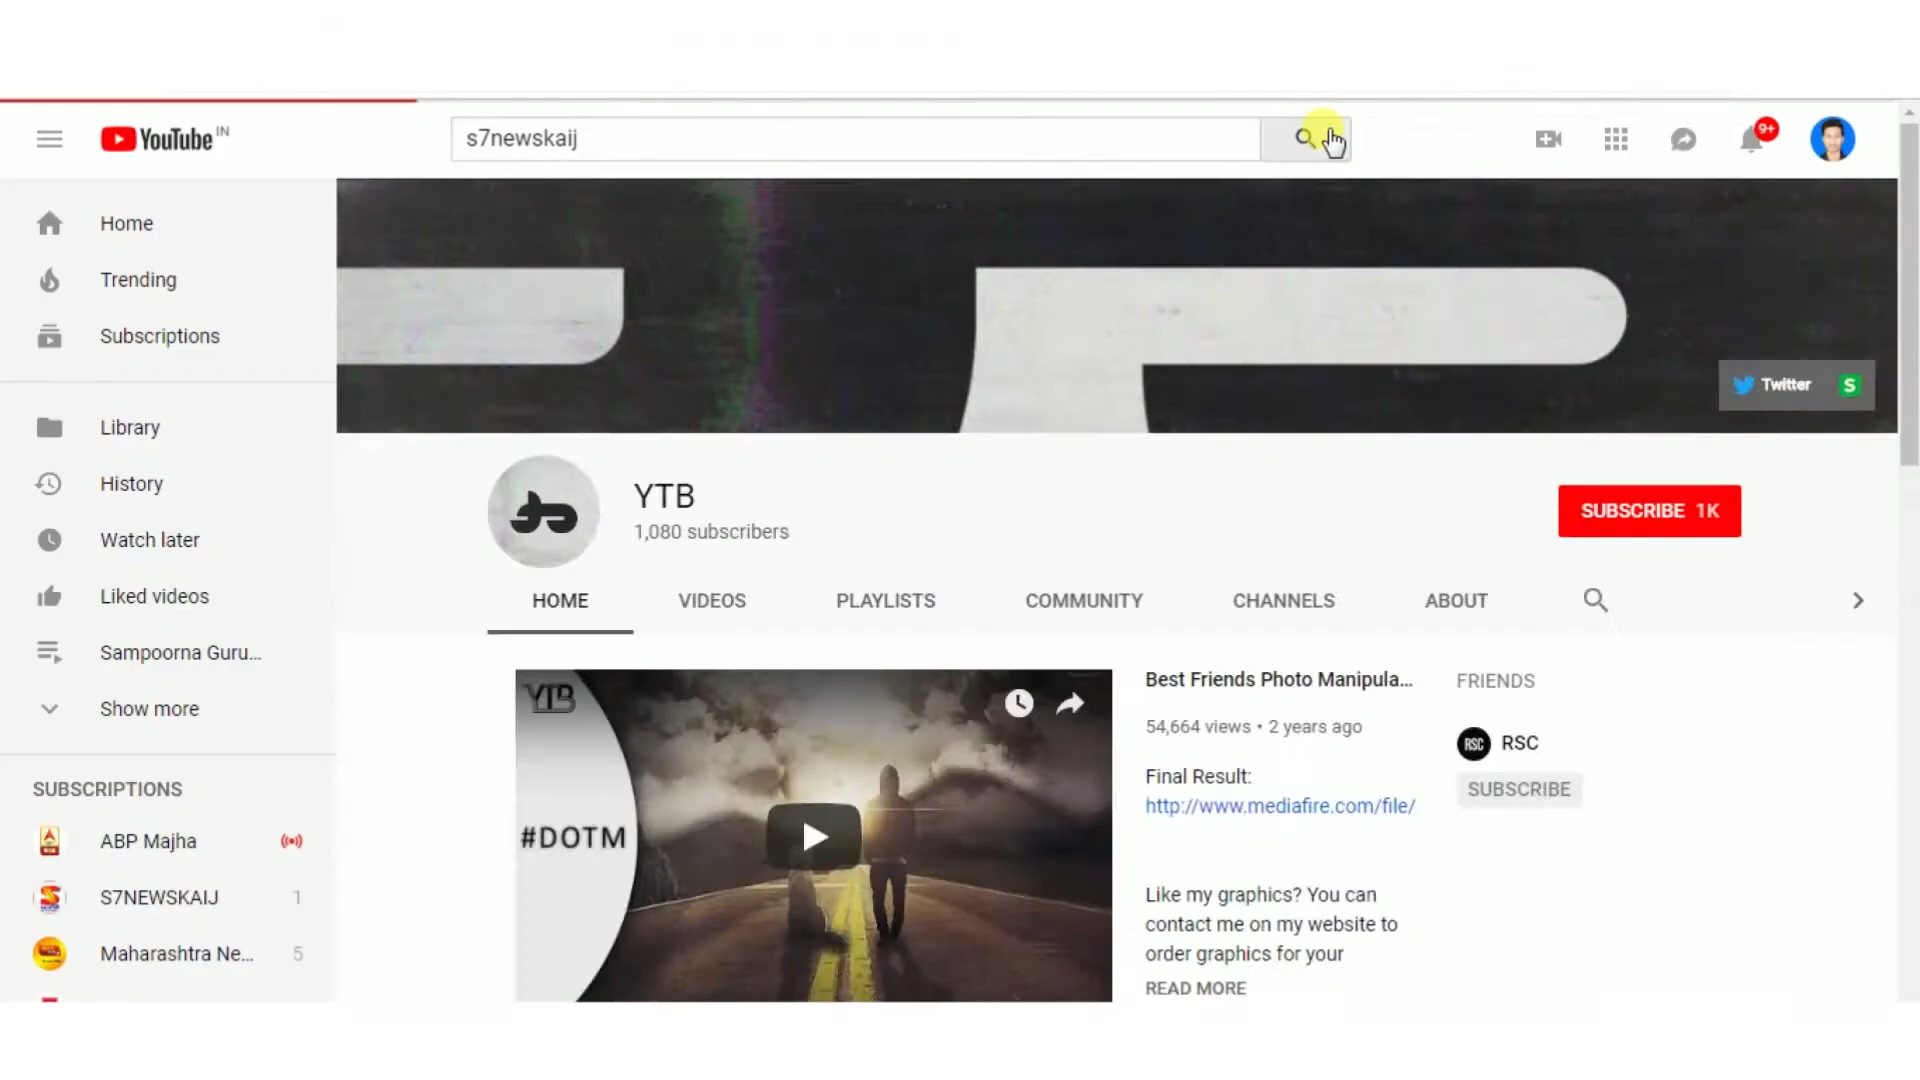 YouTube IN
s7newskaij
9+
Home
Trending
Subscriptions
Library
History
Watch later
Liked videos
Sampoorna Guru...
Show more
SUBSCRIPTIONS
ABP Majha
S7NEWSKAIJ 1
Maharashtra Ne... 5
Twitter S
YTB
1,080 subscribers
SUBSCRIBE 1K
HOME VIDEOS PLAYLISTS COMMUNITY CHANNELS ABOUT
YTB
#DOTM
Best Friends Photo Manipula...
54,664 views • 2 years ago
Final Result:
http://www.mediafire.com/file/
Like my graphics? You can
contact me on my website to
order graphics for your
READ MORE
FRIENDS
RSC RSC
SUBSCRIBE